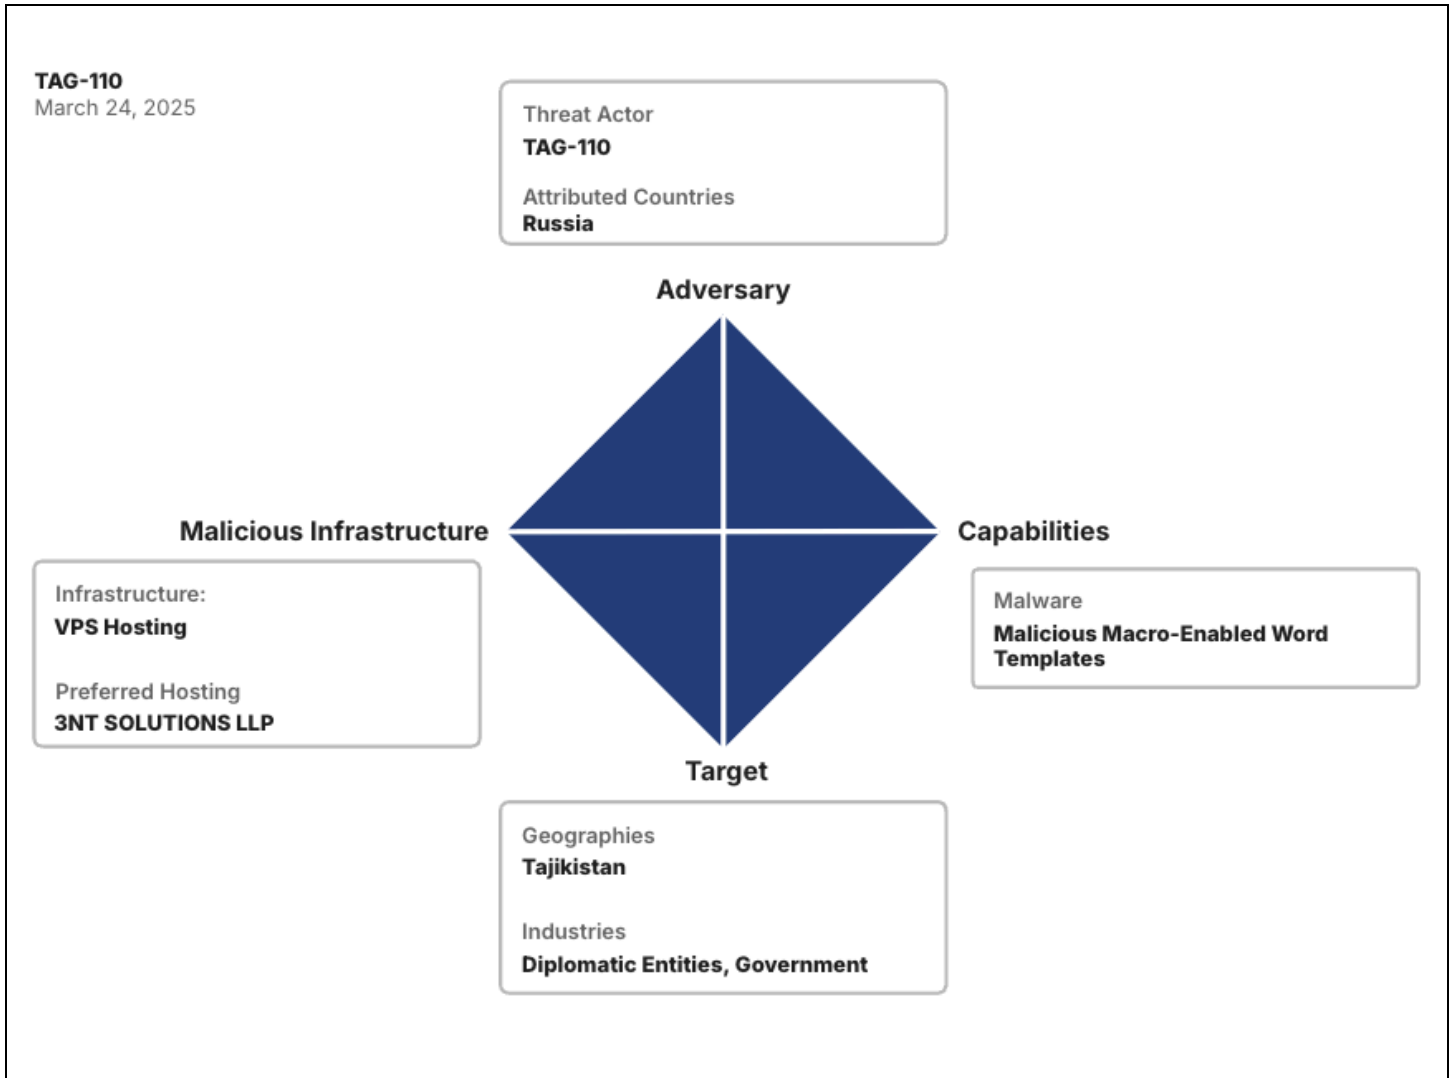 TAG-110
March 24, 2025
Threat Actor
TAG-110
Attributed Countries
Russia
Adversary
Malicious Infrastructure
Capabilities
Infrastructure:
VPS Hosting
Preferred Hosting
3NT SOLUTIONS LLP
Malware
Malicious Macro-Enabled Word
Templates
Target
Geographies
Tajikistan
Industries
Diplomatic Entities, Government